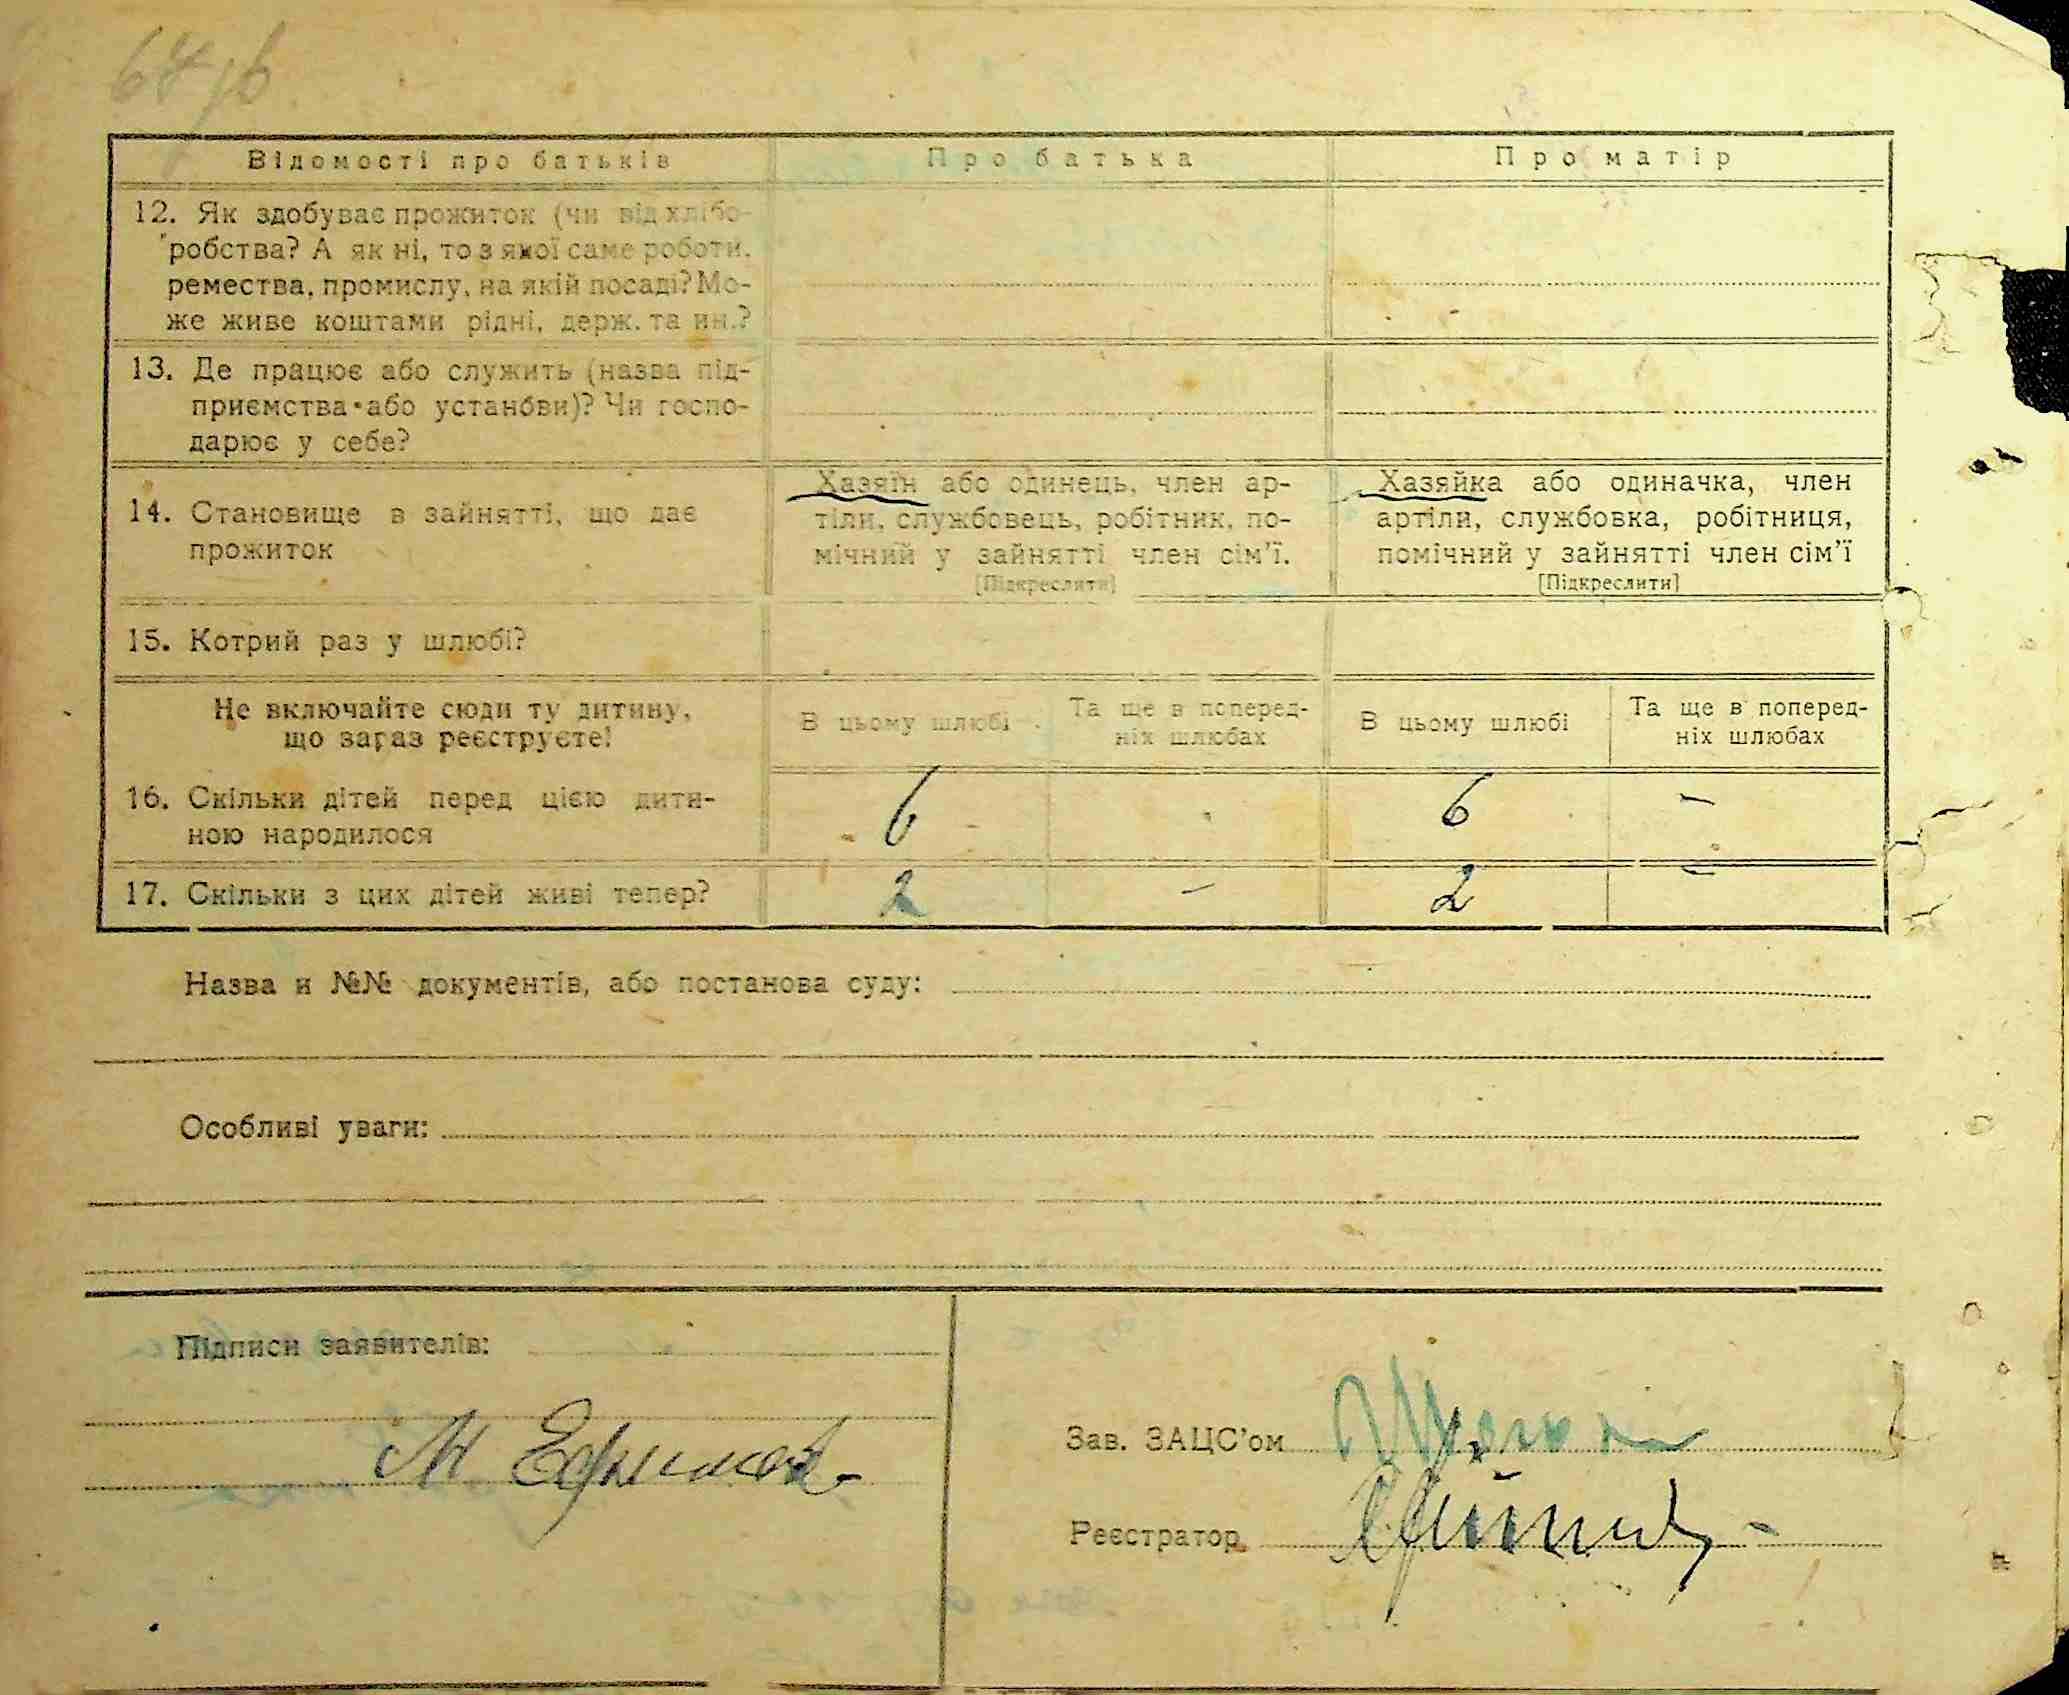 Відомості про батьків
Про батька
Про матір
12. Як здобуває прожиток (чи від хлібо-
робства? А як ні, то з якої саме роботи,
ремества, промислу, на якій посаді? Мо-
же живе коштами рідні, держ. та ин.?
13. Де працює або служить (назва під-
приємства або установи)? Чи госпо-
дарює у себе?
14. Становище в зайнятті, що дає
прожиток
Хазяїн або одинець, член ар-
тіли, службовець, робітник, по-
мічний у зайнятті член сім'ї.
[Підкреслити]
Хазяйка або одиначка, член
артіли, службовка, робітниця,
помічний у зайнятті член сім'ї
[Підкреслити]
15. Котрий раз у шлюбі?
Не включайте сюди ту дитину,
що зараз реєструєте!
В цьому шлюбі
Та ще в поперед-
ніх шлюбах
В цьому шлюбі
Та ще в поперед-
ніх шлюбах
16. Скільки дітей перед цією дити-
ною народилося
6 - 6 -
17. Скільки з цих дітей живі тепер?
2 - 2 -
Назва и №№ документів, або постанова суду:
Особливі уваги:
Підписи заявителів:
М Ефимов
Зав. ЗАЦС'ом
Реєстратор